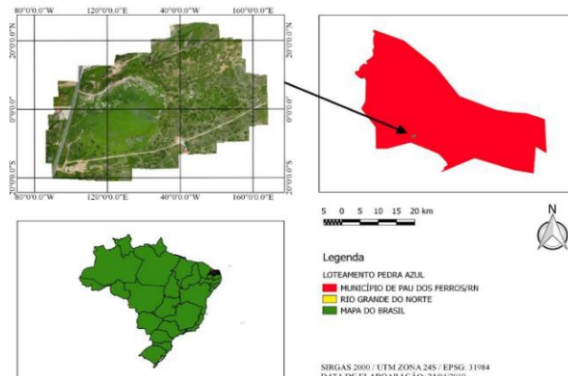 80°0'0.0"W 120°0'0.0"E 40°0'0.0"W 160°0'0.0"E
20°0'0.0"N
0°0'0.0"
20°0'0.0"S
20°0'0.0"N
0°0'0.0"
20°0'0.0"S
80°0'0.0"W 120°0'0.0"E 40°0'0.0"W 160°0'0.0"E
5 0 5 10 15 20 km
N
Legenda
LOTEAMENTO PEDRA AZUL
MUNICÍPIO DE PAU DOS FERROS/RN
RIO GRANDE DO NORTE
MAPA DO BRASIL
SIRGAS 2000 / UTM ZONA 24S / EPSG: 31984
DATA DE ELABOARAÇÃO: